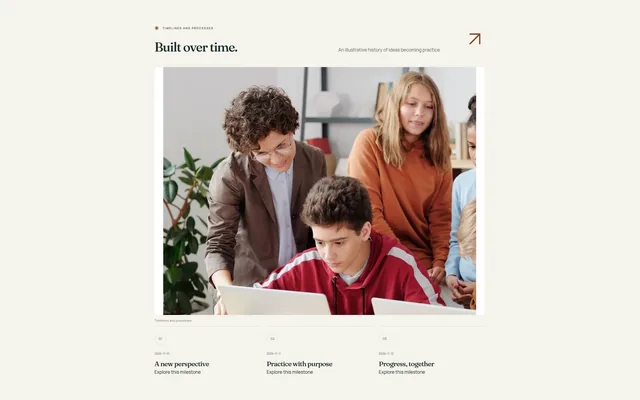 TIMELINES AND PROCESSES
Built over time.
An illustrative history of ideas becoming practice
Timelines and processes
A new perspective
Explore this milestone
Practice with purpose
Explore this milestone
Progress, together
Explore this milestone